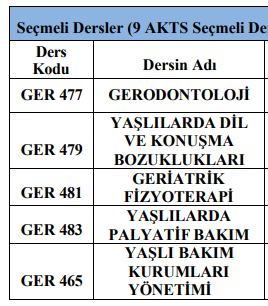 Seçmeli Dersler (9 AKTS Seçmeli De
Ders
Kodu
Dersin Adı
GER 477
GERODONTOLOJİ
GER 479
YAŞLILARDA DİL
VE KONUŞMA
BOZUKLUKLARI
GER 481
GERİATRİK
FİZYOTERAPİ
GER 483
YAŞLILARDA
PALYATİF BAKIM
GER 465
YAŞLI BAKIM
KURUMLARI
YÖNETİMİ